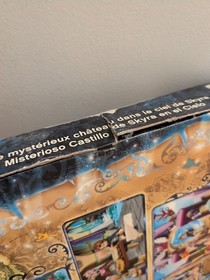 mystérieux château dans le ciel de Skyra
Misterioso Castillo de Skyra en el Cielo